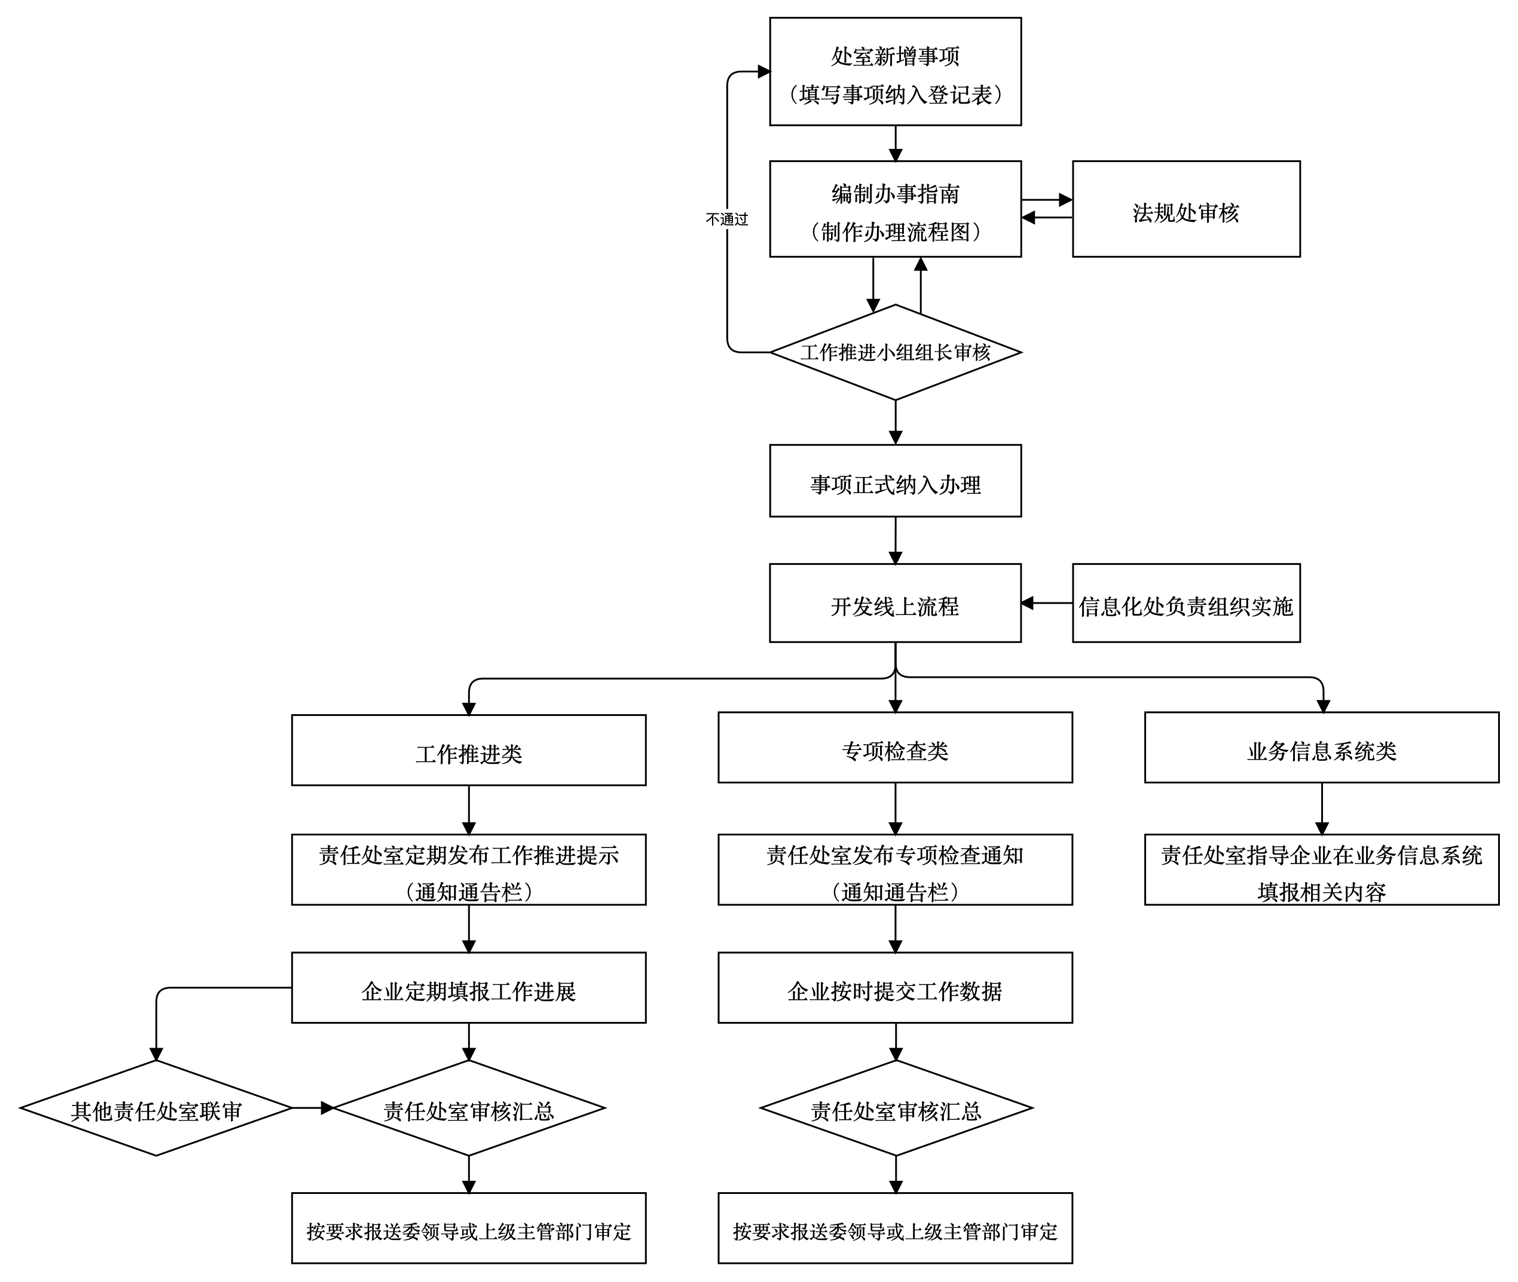 处室新增事项
（填写事项纳入登记表）
编制办事指南
（制作办理流程图）
法规处审核
不通过
工作推进小组组长审核
事项正式纳入办理
开发线上流程
信息化处负责组织实施
工作推进类
专项检查类
业务信息系统类
责任处室定期发布工作推进提示
（通知通告栏）
责任处室发布专项检查通知
（通知通告栏）
责任处室指导企业在业务信息系统
填报相关内容
企业定期填报工作进展
企业按时提交工作数据
其他责任处室联审
责任处室审核汇总
责任处室审核汇总
按要求报送委领导或上级主管部门审定
按要求报送委领导或上级主管部门审定